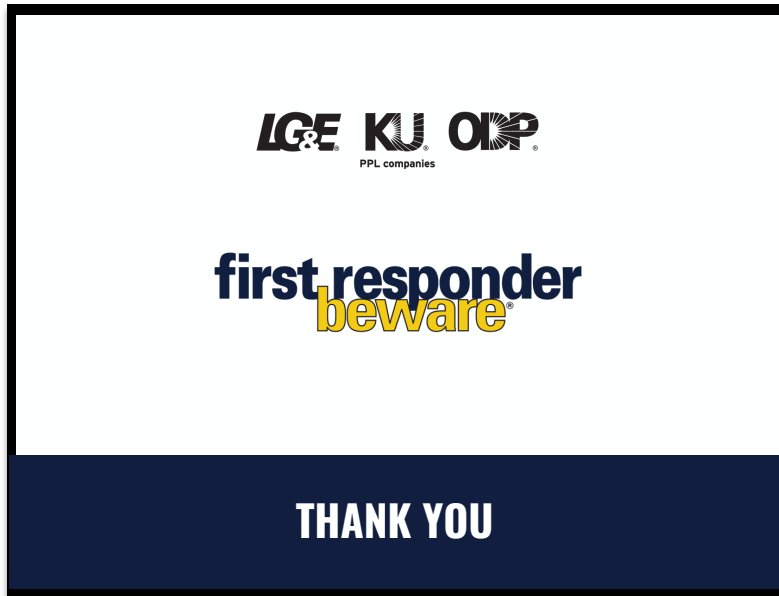 LG&E® KU® ODP®
PPL companies
first responder
beware®
THANK YOU